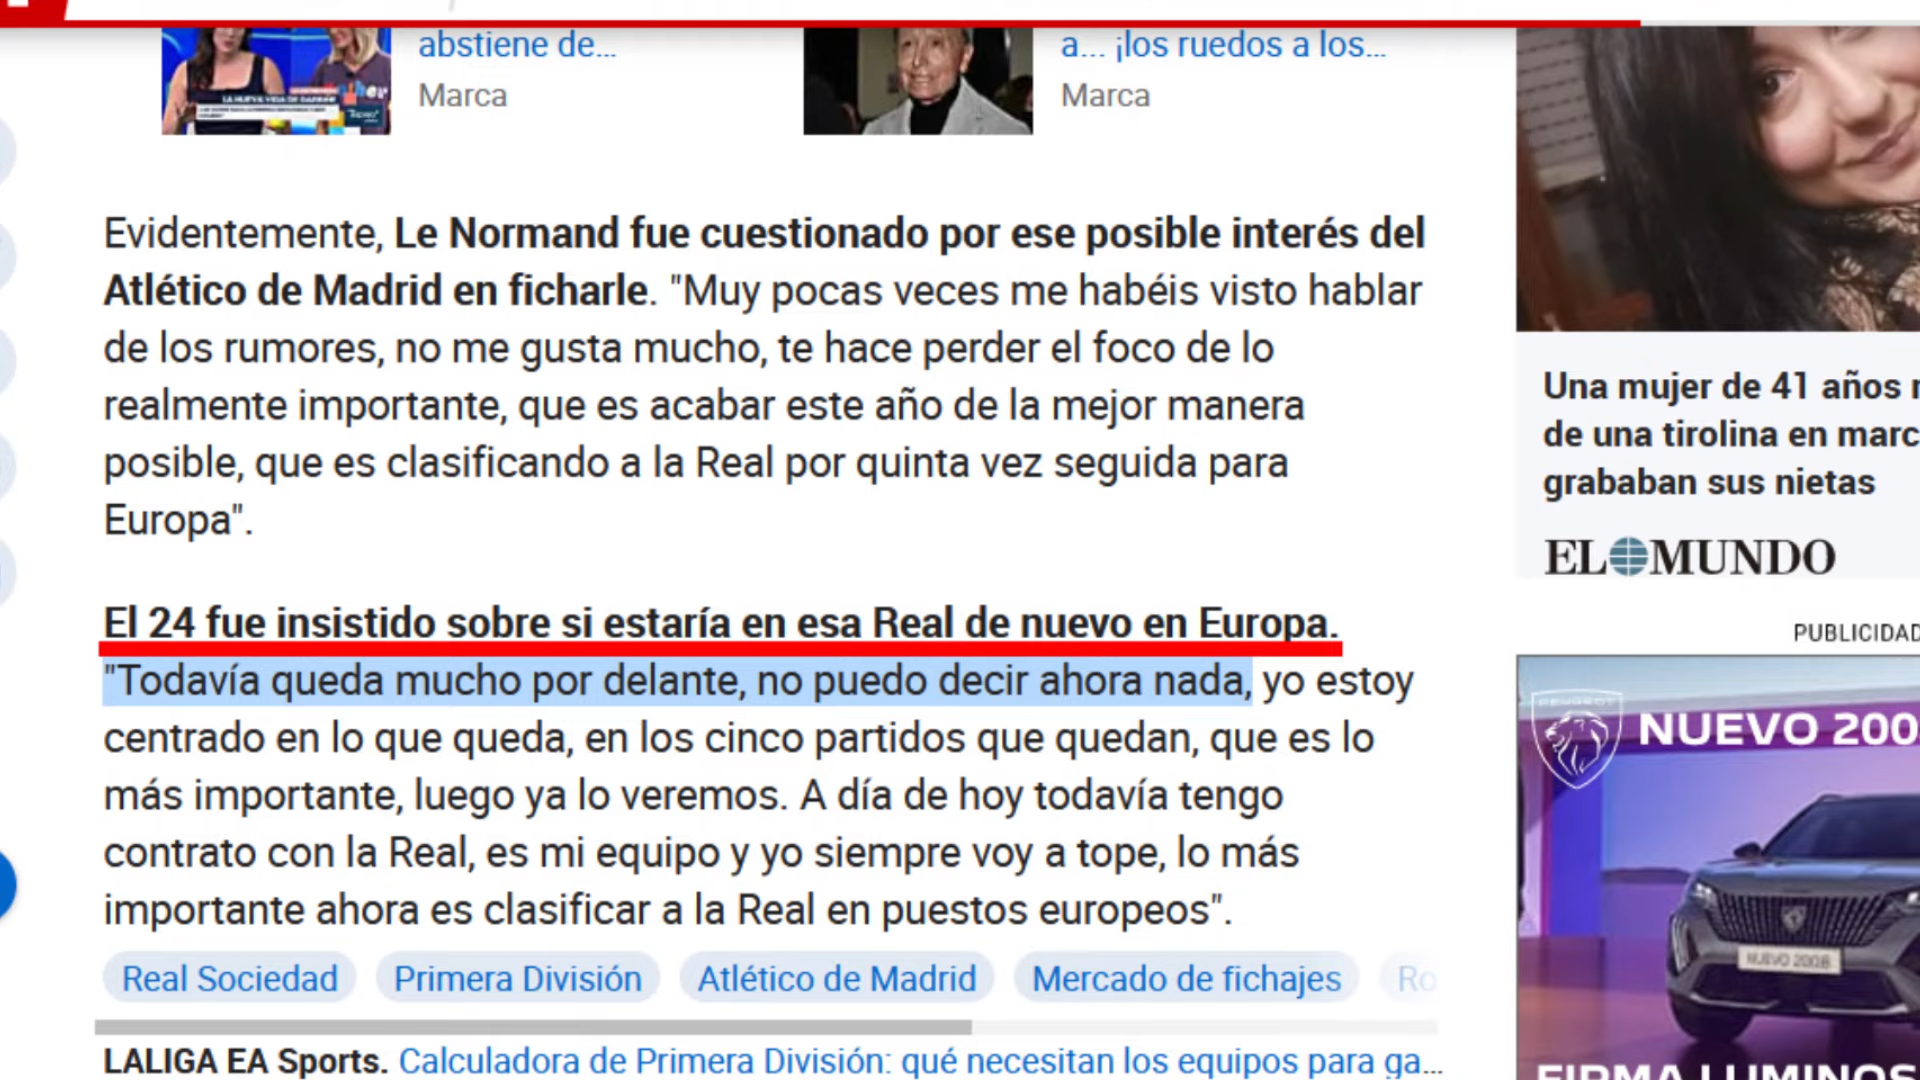 abstiene de...
Marca
a... ¡los ruedos a los...
Marca
Evidentemente, Le Normand fue cuestionado por ese posible interés del
Atlético de Madrid en ficharle. "Muy pocas veces me habéis visto hablar
de los rumores, no me gusta mucho, te hace perder el foco de lo
realmente importante, que es acabar este año de la mejor manera
posible, que es clasificando a la Real por quinta vez seguida para
Europa".
El 24 fue insistido sobre si estaría en esa Real de nuevo en Europa.
"Todavía queda mucho por delante, no puedo decir ahora nada, yo estoy
centrado en lo que queda, en los cinco partidos que quedan, que es lo
más importante, luego ya lo veremos. A día de hoy todavía tengo
contrato con la Real, es mi equipo y yo siempre voy a tope, lo más
importante ahora es clasificar a la Real en puestos europeos".
Real Sociedad
Primera División
Atlético de Madrid
Mercado de fichajes
Ro
LALIGA EA Sports. Calculadora de Primera División: qué necesitan los equipos para ga...
Una mujer de 41 años
de una tirolina en marc
grababan sus nietas
EL MUNDO
PUBLICIDAD
PEUGEOT
NUEVO 200
NUEVO 2008
FIRMA LUMINOS